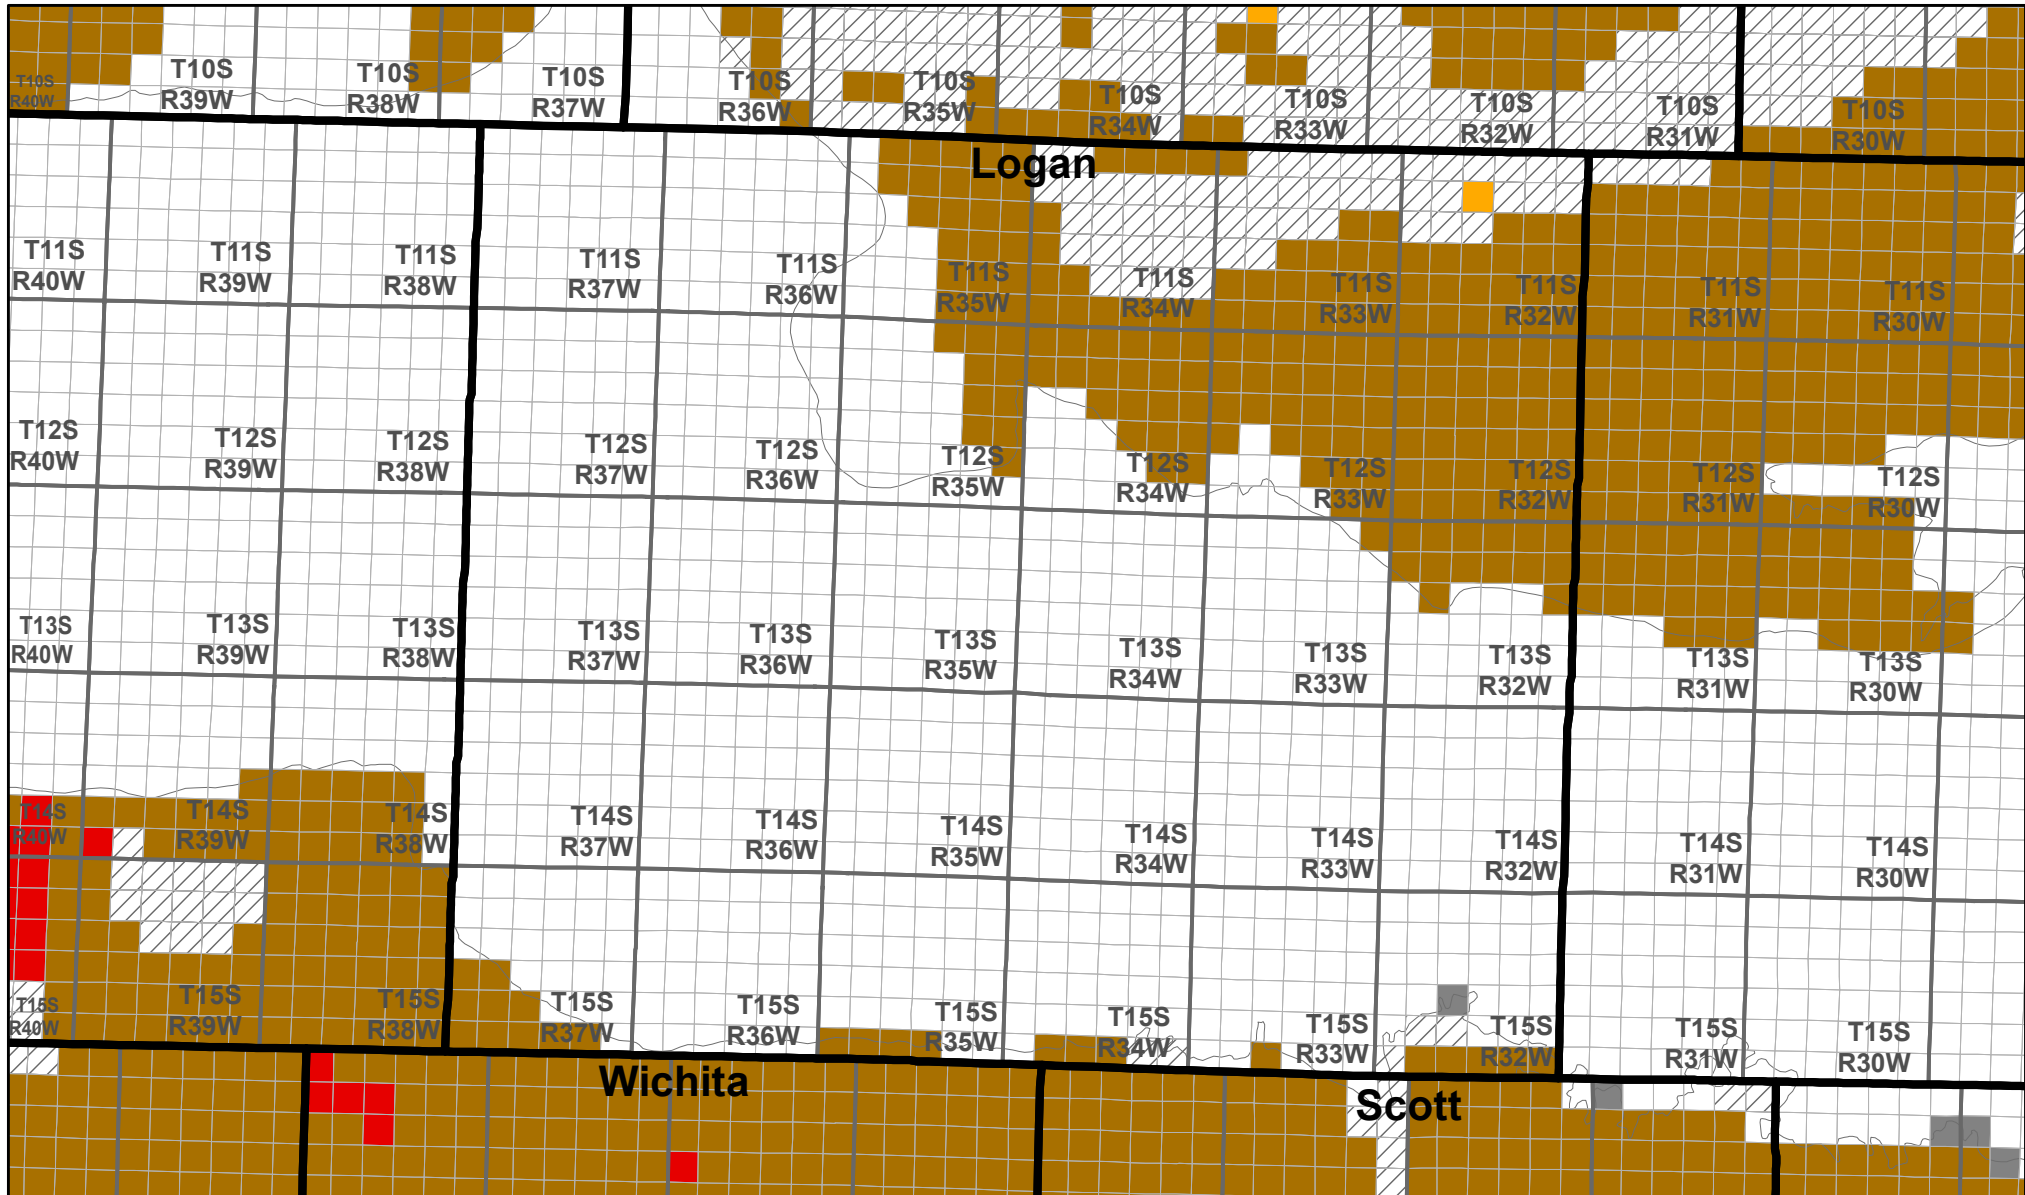 T10S
R40W
T10S
R39W
T10S
R38W
T10S
R37W
T10S
R36W
T10S
R35W
T10S
R34W
T10S
R33W
T10S
R32W
T10S
R31W
T10S
R30W
Logan
T11S
R40W
T11S
R39W
T11S
R38W
T11S
R37W
T11S
R36W
T11S
R35W
T11S
R34W
T11S
R33W
T11S
R32W
T11S
R31W
T11S
R30W
T12S
R40W
T12S
R39W
T12S
R38W
T12S
R37W
T12S
R36W
T12S
R35W
T12S
R34W
T12S
R33W
T12S
R32W
T12S
R31W
T12S
R30W
T13S
R40W
T13S
R39W
T13S
R38W
T13S
R37W
T13S
R36W
T13S
R35W
T13S
R34W
T13S
R33W
T13S
R32W
T13S
R31W
T13S
R30W
T14S
R40W
T14S
R39W
T14S
R38W
T14S
R37W
T14S
R36W
T14S
R35W
T14S
R34W
T14S
R33W
T14S
R32W
T14S
R31W
T14S
R30W
T15S
R40W
T15S
R39W
T15S
R38W
T15S
R37W
T15S
R36W
T15S
R35W
T15S
R34W
T15S
R33W
T15S
R32W
T15S
R31W
T15S
R30W
Wichita
Scott